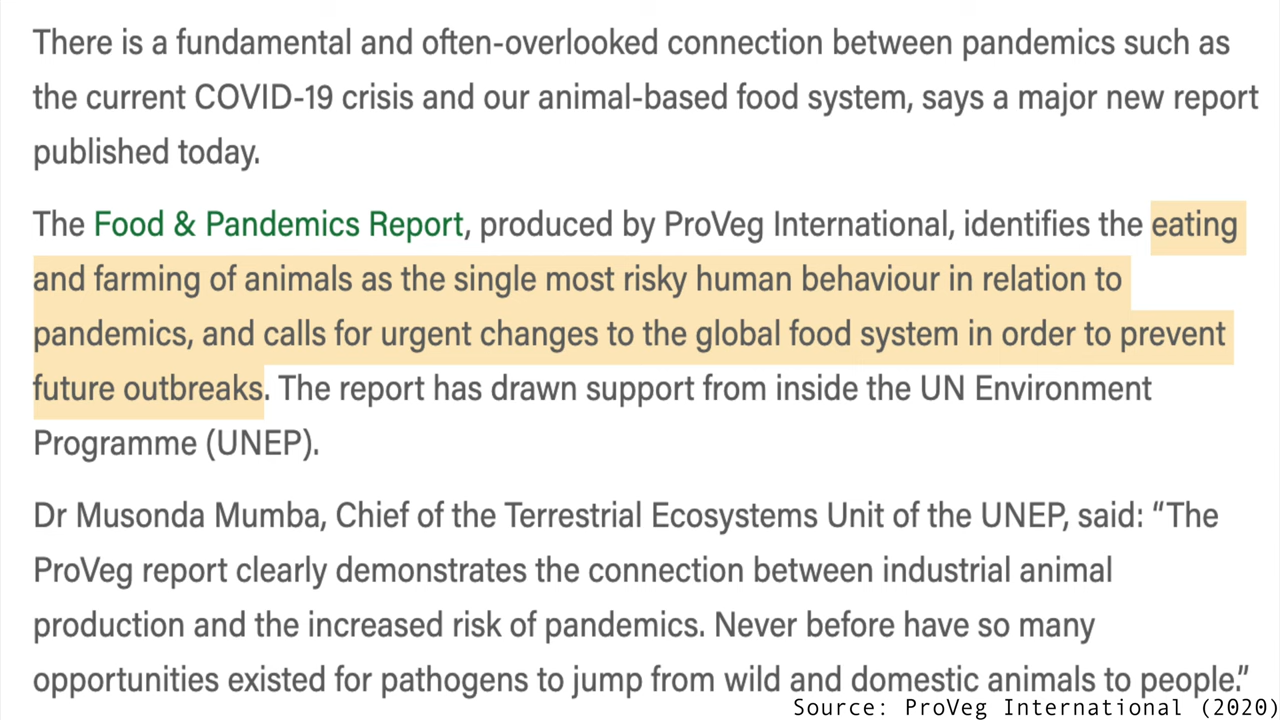 There is a fundamental and often-overlooked connection between pandemics such as
the current COVID-19 crisis and our animal-based food system, says a major new report
published today.
The Food & Pandemics Report, produced by ProVeg International, identifies the eating
and farming of animals as the single most risky human behaviour in relation to
pandemics, and calls for urgent changes to the global food system in order to prevent
future outbreaks. The report has drawn support from inside the UN Environment
Programme (UNEP).
Dr Musonda Mumba, Chief of the Terrestrial Ecosystems Unit of the UNEP, said: “The
ProVeg report clearly demonstrates the connection between industrial animal
production and the increased risk of pandemics. Never before have so many
opportunities existed for pathogens to jump from wild and domestic animals to people.”
Source: ProVeg International (2020)